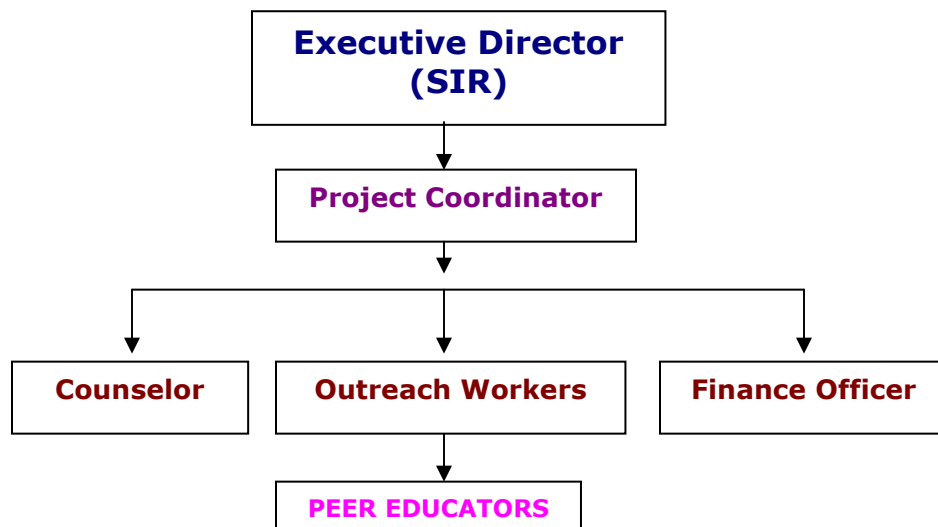 Executive Director
(SIR)
Project Coordinator
Counselor
Outreach Workers
Finance Officer
PEER EDUCATORS